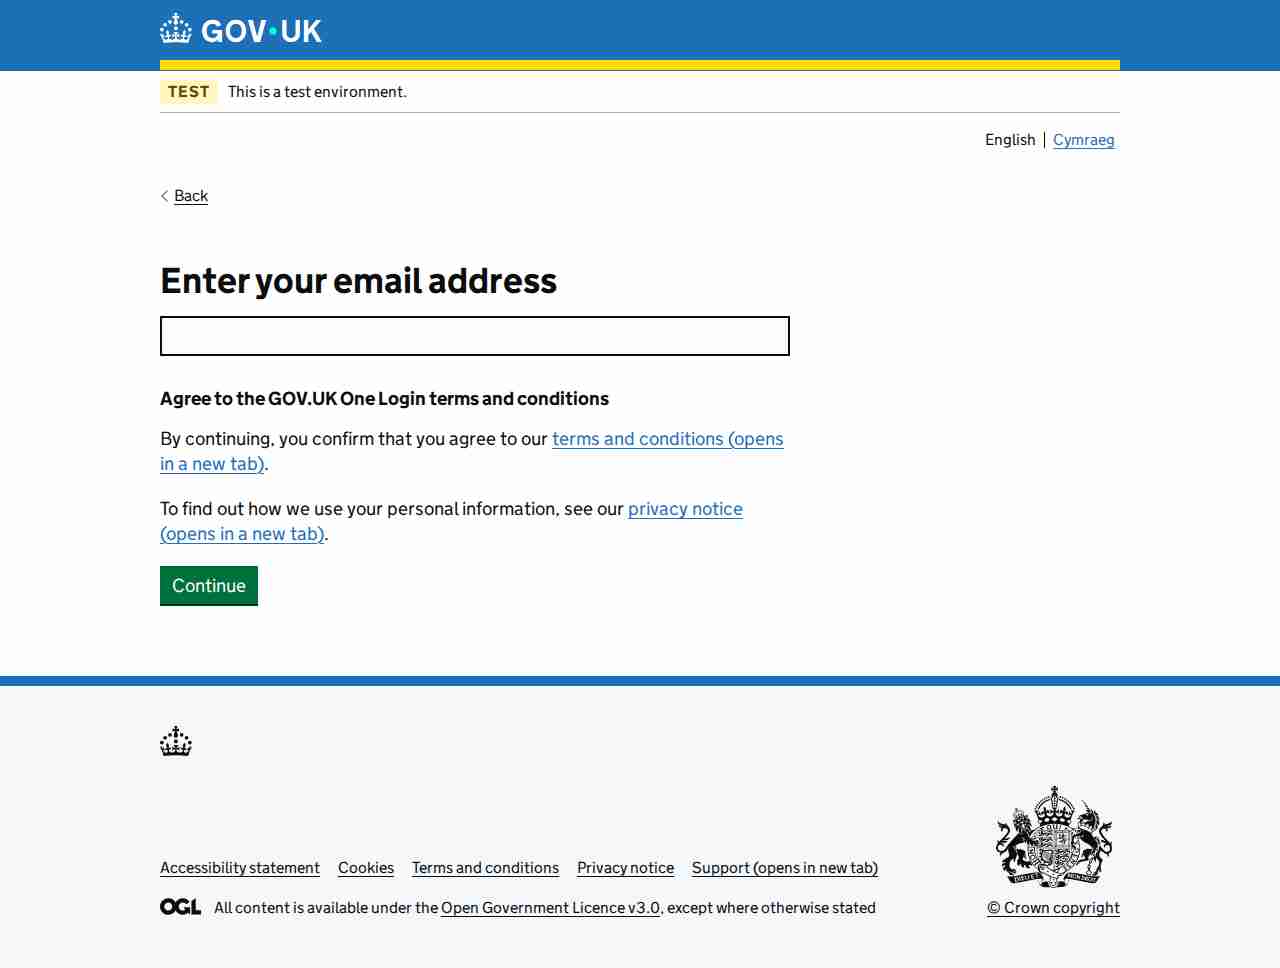 GOV.UK
TEST This is a test environment.
English Cymraeg
Back
Enter your email address
Agree to the GOV.UK One Login terms and conditions
By continuing, you confirm that you agree to our terms and conditions (opens
in a new tab).
To find out how we use your personal information, see our privacy notice
(opens in a new tab).
Continue
Accessibility statement Cookies Terms and conditions Privacy notice Support (opens in new tab)
OGL All content is available under the Open Government Licence v3.0, except where otherwise stated
© Crown copyright